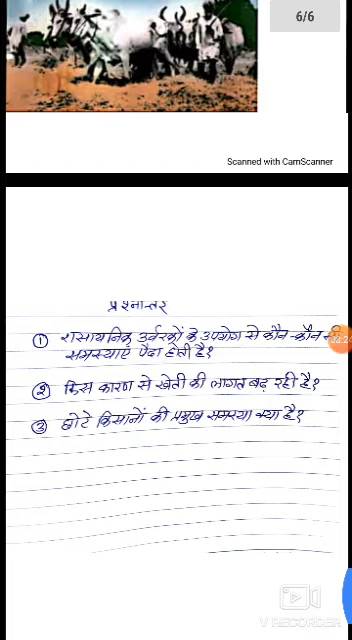 6/6
Scanned with CamScanner
प्रश्नोत्तर
① रासायनिक उर्वरकों के उपयोग से कौन-कौन सी
समस्याएँ पैदा होती है?
② किस कारण से खेती की लागत बढ़ रही है?
③ छोटे किसानों की प्रमुख समस्या क्या है?
V RECORDER